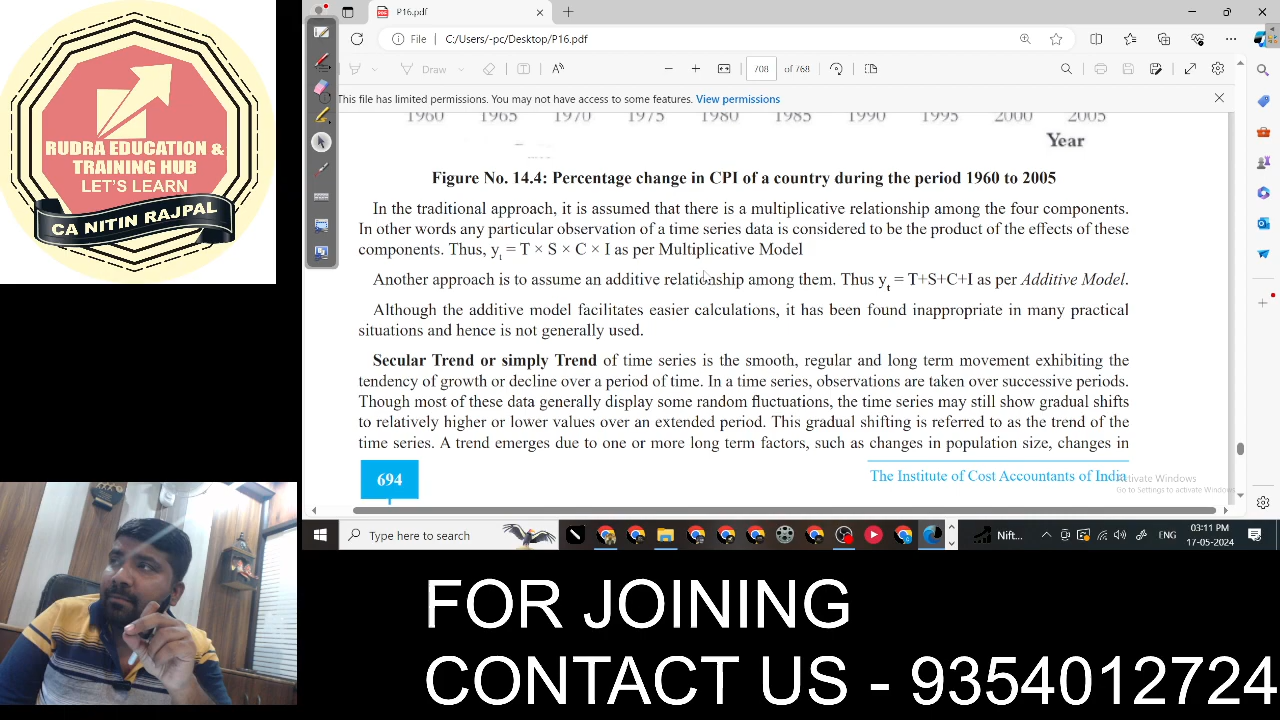 RUDRA EDUCATION &
TRAINING HUB
LET'S LEARN
CA NITIN RAJPAL
P16.pdf
File
C:/Users/-pc/Desktop/P16.pdf
Draw
708 of 768
This file has limited permissions. You may not have access to some features. View permissions
1960 1965 1970 1975 1980 1985 1990 1995 2000 2005
Year
Figure No. 14.4: Percentage change in CPI of a country during the period 1960 to 2005
In the traditional approach, it is assumed that there is a multiplicative relationship among the four components.
In other words any particular observation of a time series data is considered to be the product of the effects of these
components. Thus, yt = T × S × C × I as per Multiplicative Model
Another approach is to assume an additive relationship among them. Thus yt = T+S+C+I as per Additive Model.
Although the additive model facilitates easier calculations, it has been found inappropriate in many practical
situations and hence is not generally used.
Secular Trend or simply Trend of time series is the smooth, regular and long term movement exhibiting the
tendency of growth or decline over a period of time. In a time series, observations are taken over successive periods.
Though most of these data generally display some random fluctuations, the time series may still show gradual shifts
to relatively higher or lower values over an extended period. This gradual shifting is referred to as the trend of the
time series. A trend emerges due to one or more long term factors, such as changes in population size, changes in
694
The Institute of Cost Accountants of India
Activate Windows
Go to Settings to activate Windows
Type here to search
Nift...
ENG
03:11 PM
17-05-2024
FOR JOINING
CONTACT US - 9354012724